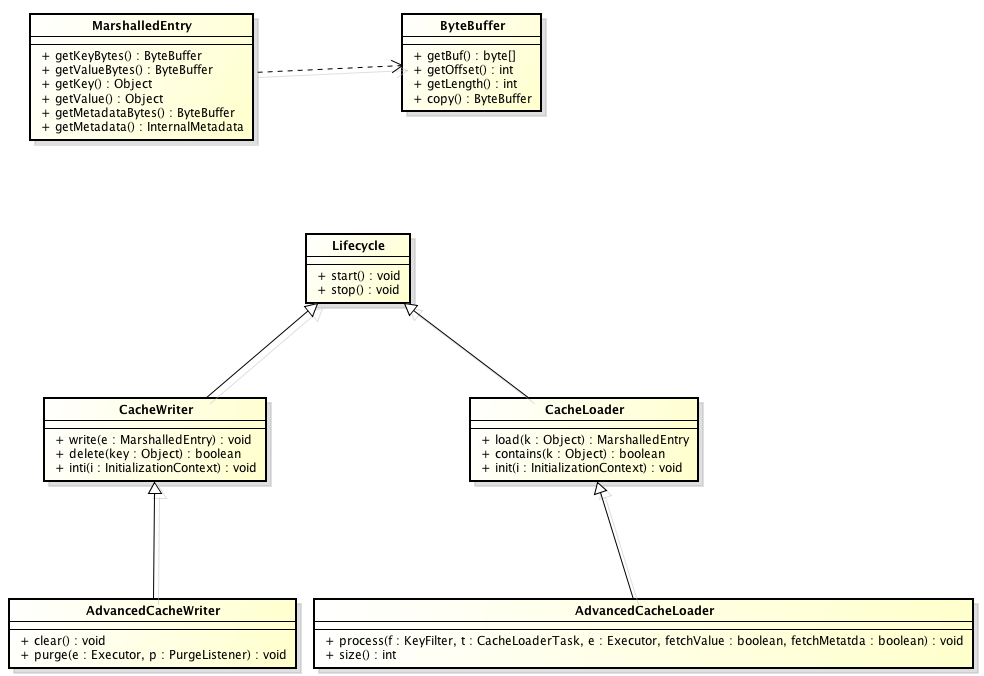 MarshalledEntry
+ getKeyBytes() : ByteBuffer
+ getValueBytes() : ByteBuffer
+ getKey() : Object
+ getValue() : Object
+ getMetadataBytes() : ByteBuffer
+ getMetadata() : InternalMetadata
ByteBuffer
+ getBuf() : byte[]
+ getOffset() : int
+ getLength() : int
+ copy() : ByteBuffer
Lifecycle
+ start() : void
+ stop() : void
CacheWriter
+ write(e : MarshalledEntry) : void
+ delete(key : Object) : boolean
+ inti(i : InitializationContext) : void
CacheLoader
+ load(k : Object) : MarshalledEntry
+ contains(k : Object) : boolean
+ init(i : InitializationContext) : void
AdvancedCacheWriter
+ clear() : void
+ purge(e : Executor, p : PurgeListener) : void
AdvancedCacheLoader
+ process(f : KeyFilter, t : CacheLoaderTask, e : Executor, fetchValue : boolean, fetchMetatda : boolean) : void
+ size() : int